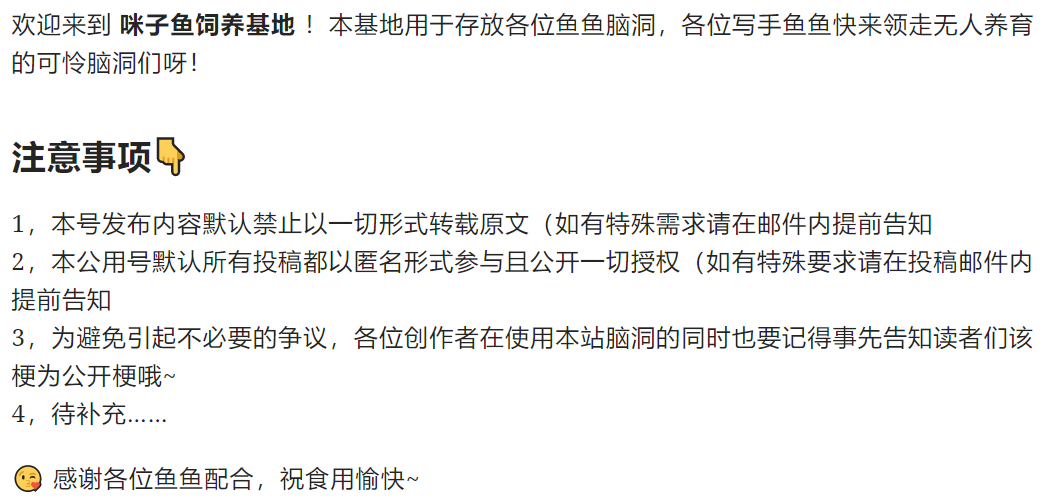 欢迎来到 咪子鱼饲养基地 ！本基地用于存放各位鱼鱼脑洞，各位写手鱼鱼快来领走无人养育
的可怜脑洞们呀！
注意事项👇
1，本号发布内容默认禁止以一切形式转载原文（如有特殊需求请在邮件内提前告知
2，本公用号默认所有投稿都以匿名形式参与且公开一切授权（如有特殊要求请在投稿邮件内
提前告知
3，为避免引起不必要的争议，各位创作者在使用本站脑洞的同时也要记得事先告知读者们该
梗为公开梗哦~
4，待补充……
😘 感谢各位鱼鱼配合，祝食用愉快~